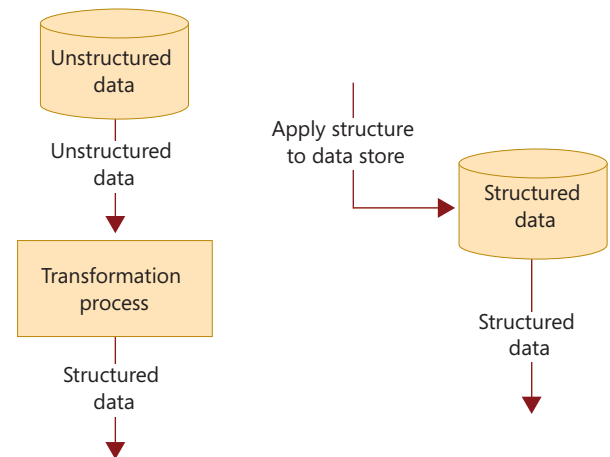 Unstructured
data
Unstructured
data
Transformation
process
Structured
data
Apply structure
to data store
Structured
data
Structured
data